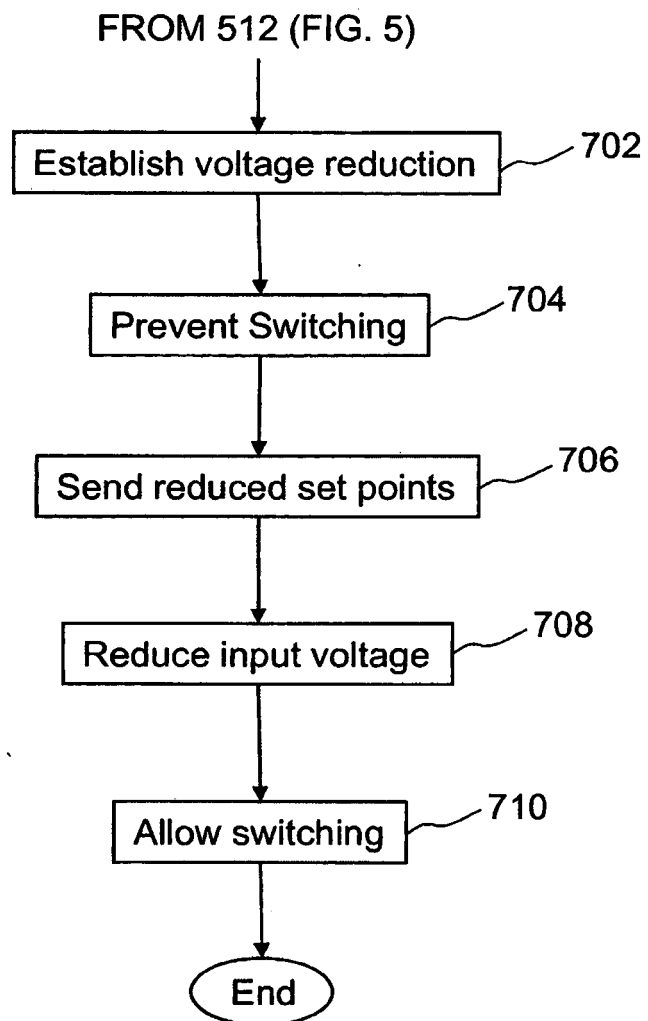 FROM 512 (FIG. 5)
Establish voltage reduction
702
Prevent Switching
704
Send reduced set points
706
Reduce input voltage
708
Allow switching
710
End